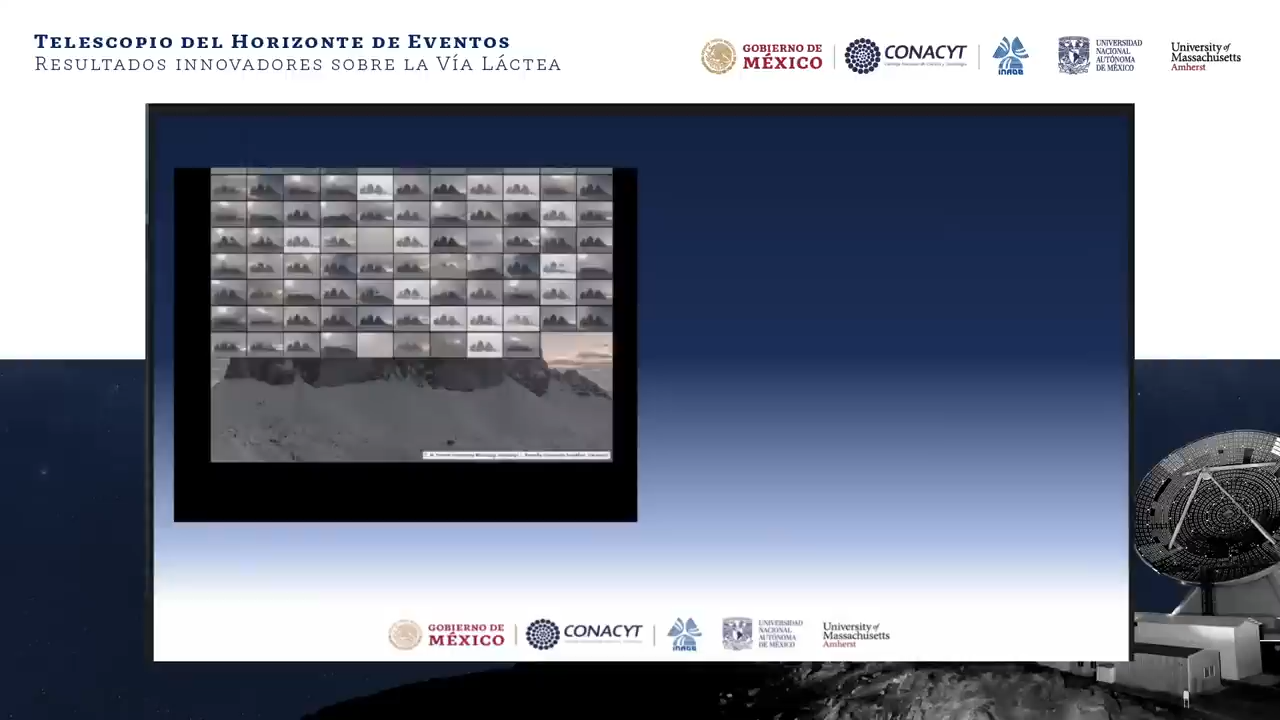 Telescopio del Horizonte de Eventos
Resultados innovadores sobre la Vía Láctea
GOBIERNO DE
MÉXICO
CONACYT
INAOE
UNIVERSIDAD
NACIONAL
AUTÓNOMA
DE MÉXICO
University of
Massachusetts
Amherst
GOBIERNO DE
MÉXICO
CONACYT
INAOE
UNIVERSIDAD
NACIONAL
AUTÓNOMA
DE MÉXICO
University of
Massachusetts
Amherst